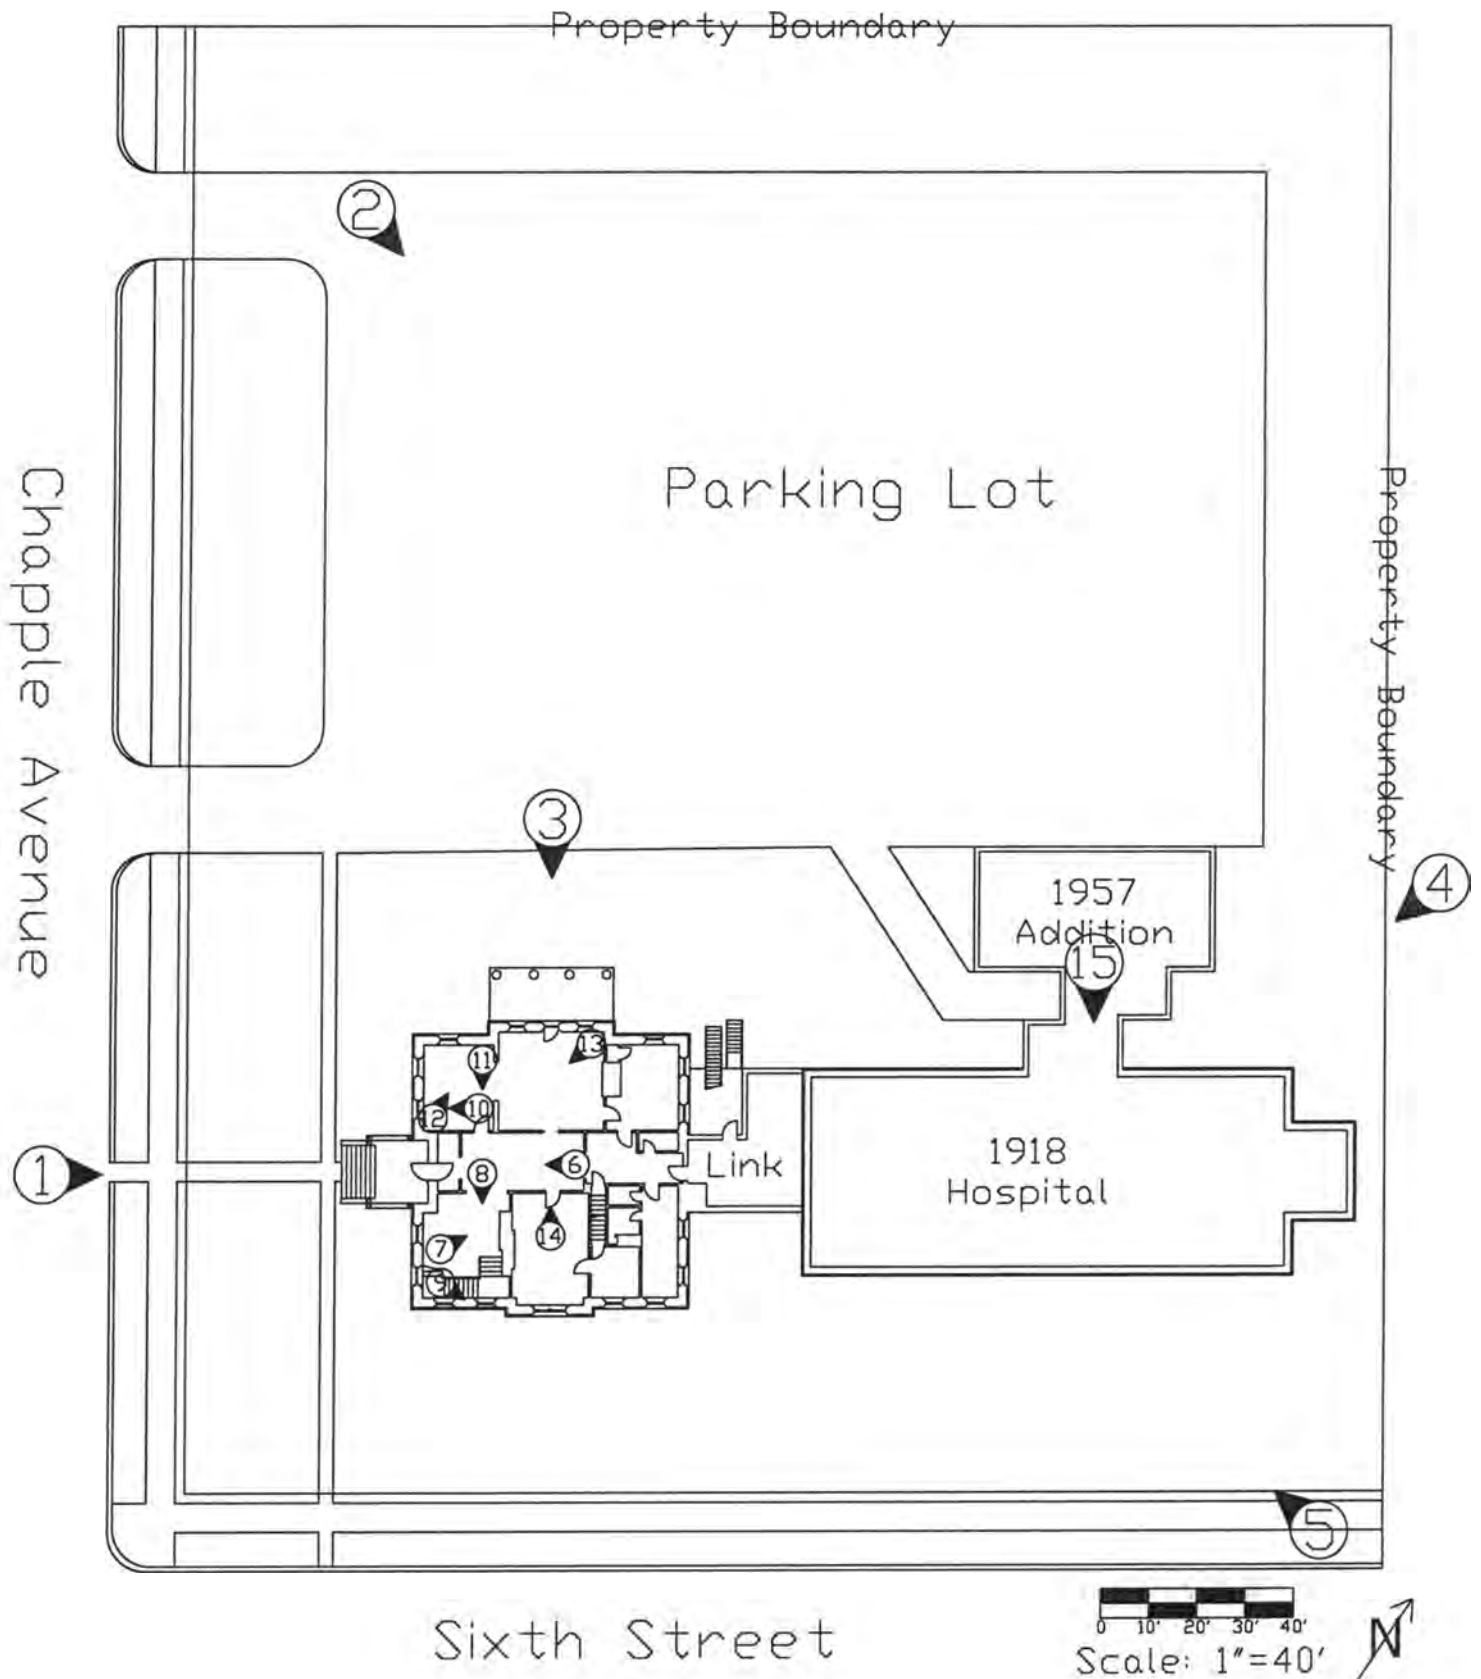 Property Boundary
2
Parking Lot
Chapple Avenue
Property Boundary
3
4
1957
Addition
15
13
11
10
12
1
8
6
Link
1918
Hospital
7
14
9
5
Sixth Street
0 10' 20' 30' 40'
Scale: 1"=40'
N